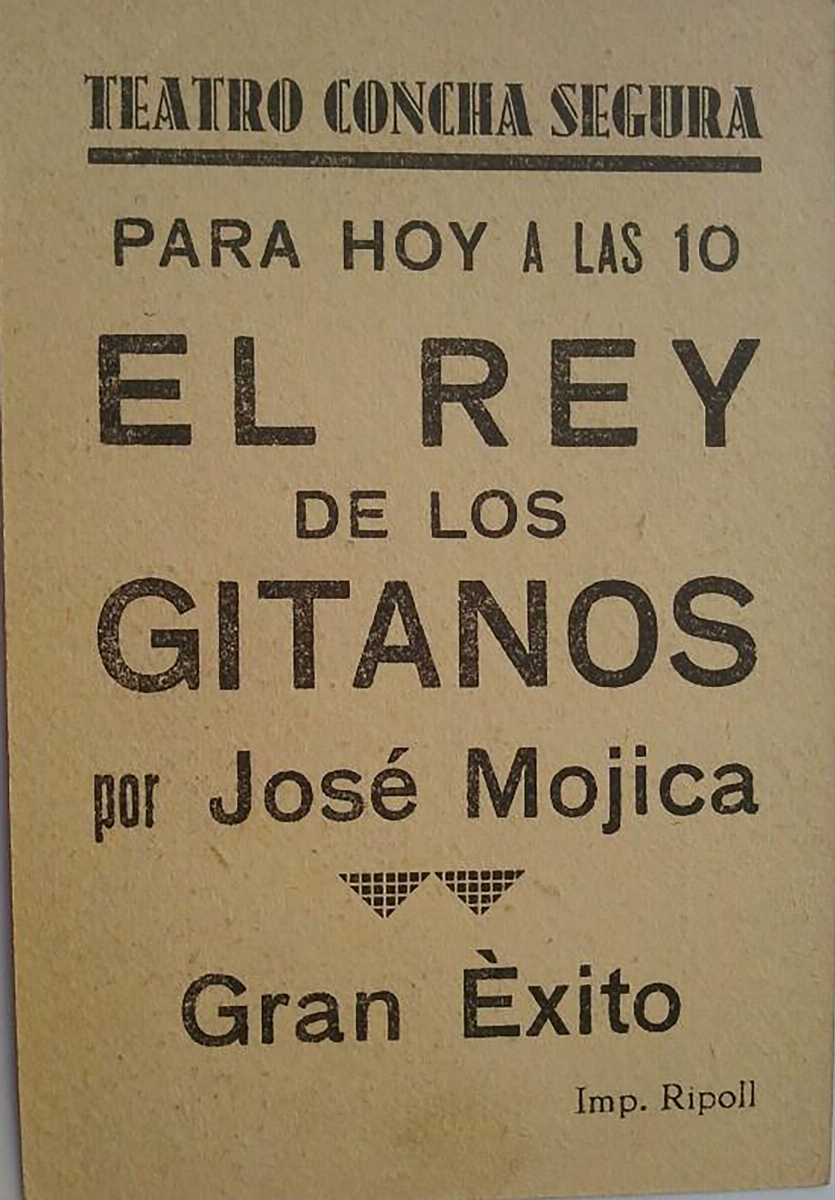 TEATRO CONCHA SEGURA
PARA HOY A LAS 10
EL REY
DE LOS
GITANOS
por José Mojica
Gran Èxito
Imp. Ripoll